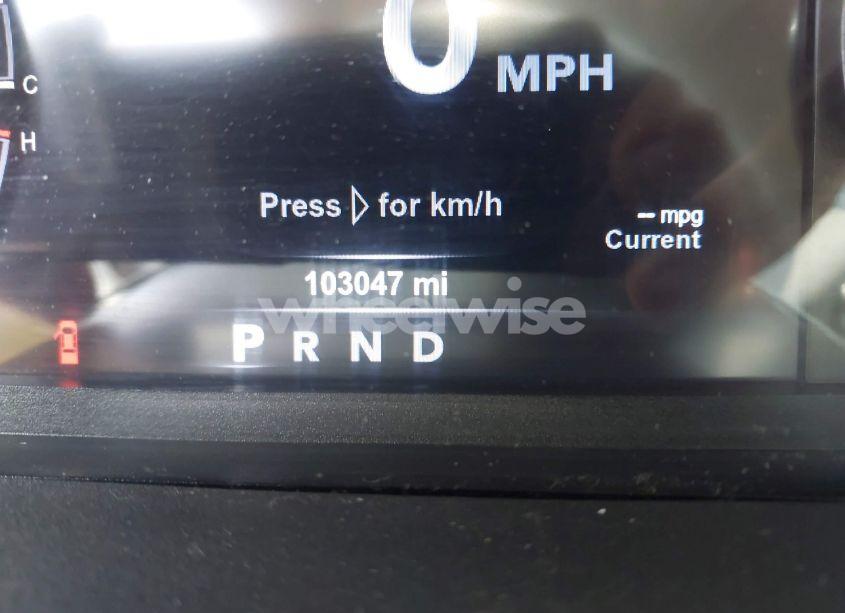 0 MPH
C
H
Press ▷ for km/h
-- mpg
Current
103047 mi
wheelwise
P R N D